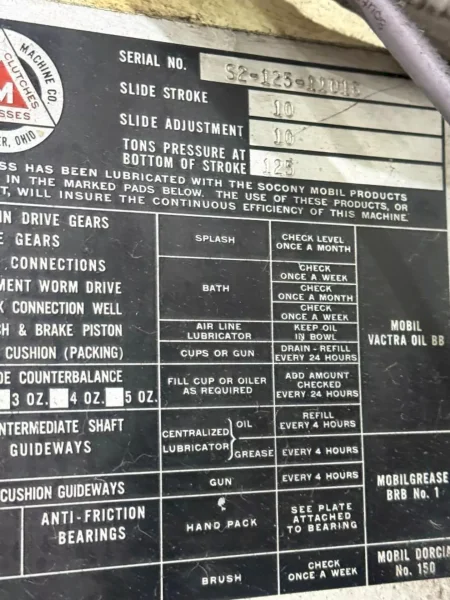 MACHINE CO.
CLUTCHES
M
ESSES
ER, OHIO
SERIAL NO.
SLIDE STROKE 10
SLIDE ADJUSTMENT 10
TONS PRESSURE AT
BOTTOM OF STROKE 125
SS HAS BEEN LUBRICATED WITH THE SOCONY MOBIL PRODUCTS
IN THE MARKED PADS BELOW. THE USE OF THESE PRODUCTS, OR
T, WILL INSURE THE CONTINUOUS EFFICIENCY OF THIS MACHINE
IN DRIVE GEARS
E GEARS SPLASH CHECK LEVEL
ONCE A MONTH
CONNECTIONS CHECK
ONCE A WEEK
MENT WORM DRIVE BATH CHECK
ONCE A MONTH
K CONNECTION WELL CHECK
ONCE A WEEK
CH & BRAKE PISTON AIR LINE
LUBRICATOR KEEP OIL
IN BOWL
MOBIL
VACTRA OIL BB
CUSHION (PACKING) CUPS OR GUN DRAIN - REFILL
EVERY 24 HOURS
DE COUNTERBALANCE
3 OZ. 4 OZ. 5 OZ. FILL CUP OR OILER
AS REQUIRED ADD AMOUNT
CHECKED
EVERY 24 HOURS
NTERMEDIATE SHAFT
GUIDEWAYS
CENTRALIZED
LUBRICATOR OIL REFILL
EVERY 4 HOURS
GREASE EVERY 4 HOURS
CUSHION GUIDEWAYS GUN EVERY 4 HOURS
MOBILGREASE
BRB No. 1
ANTI-FRICTION
BEARINGS HAND PACK SEE PLATE
ATTACHED
TO BEARING
BRUSH CHECK
ONCE A WEEK
MOBIL DORCIA
No. 150